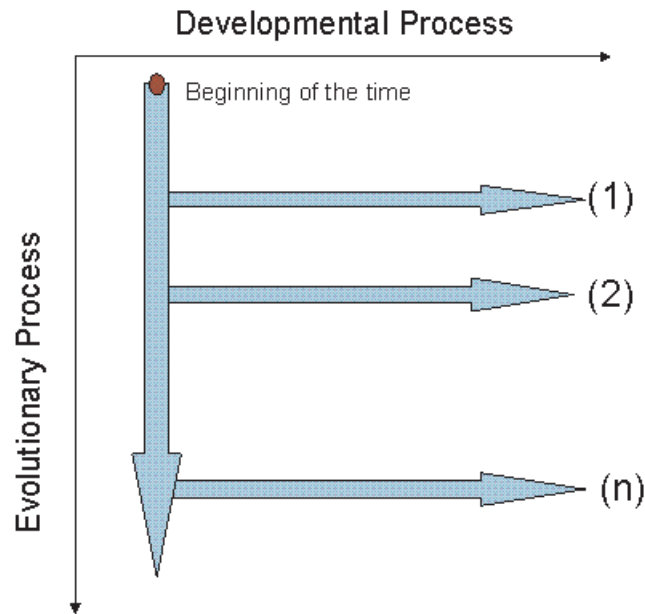 Developmental Process
Beginning of the time
(1)
(2)
(n)
Evolutionary Process